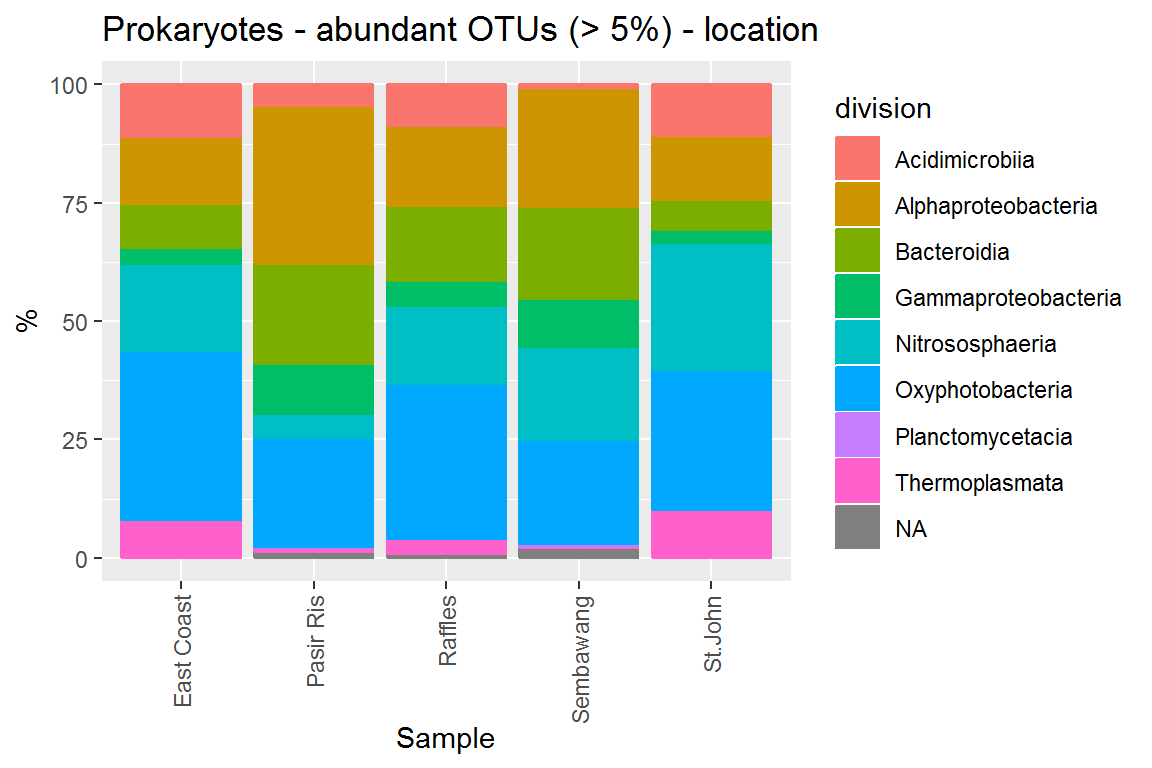 Prokaryotes - abundant OTUs (> 5%) - location
100
75
50
25
0
%
East Coast
Pasir Ris
Raffles
Sembawang
St.John
Sample
division
Acidimicrobiia
Alphaproteobacteria
Bacteroidia
Gammaproteobacteria
Nitrososphaeria
Oxyphotobacteria
Planctomycetacia
Thermoplasmata
NA